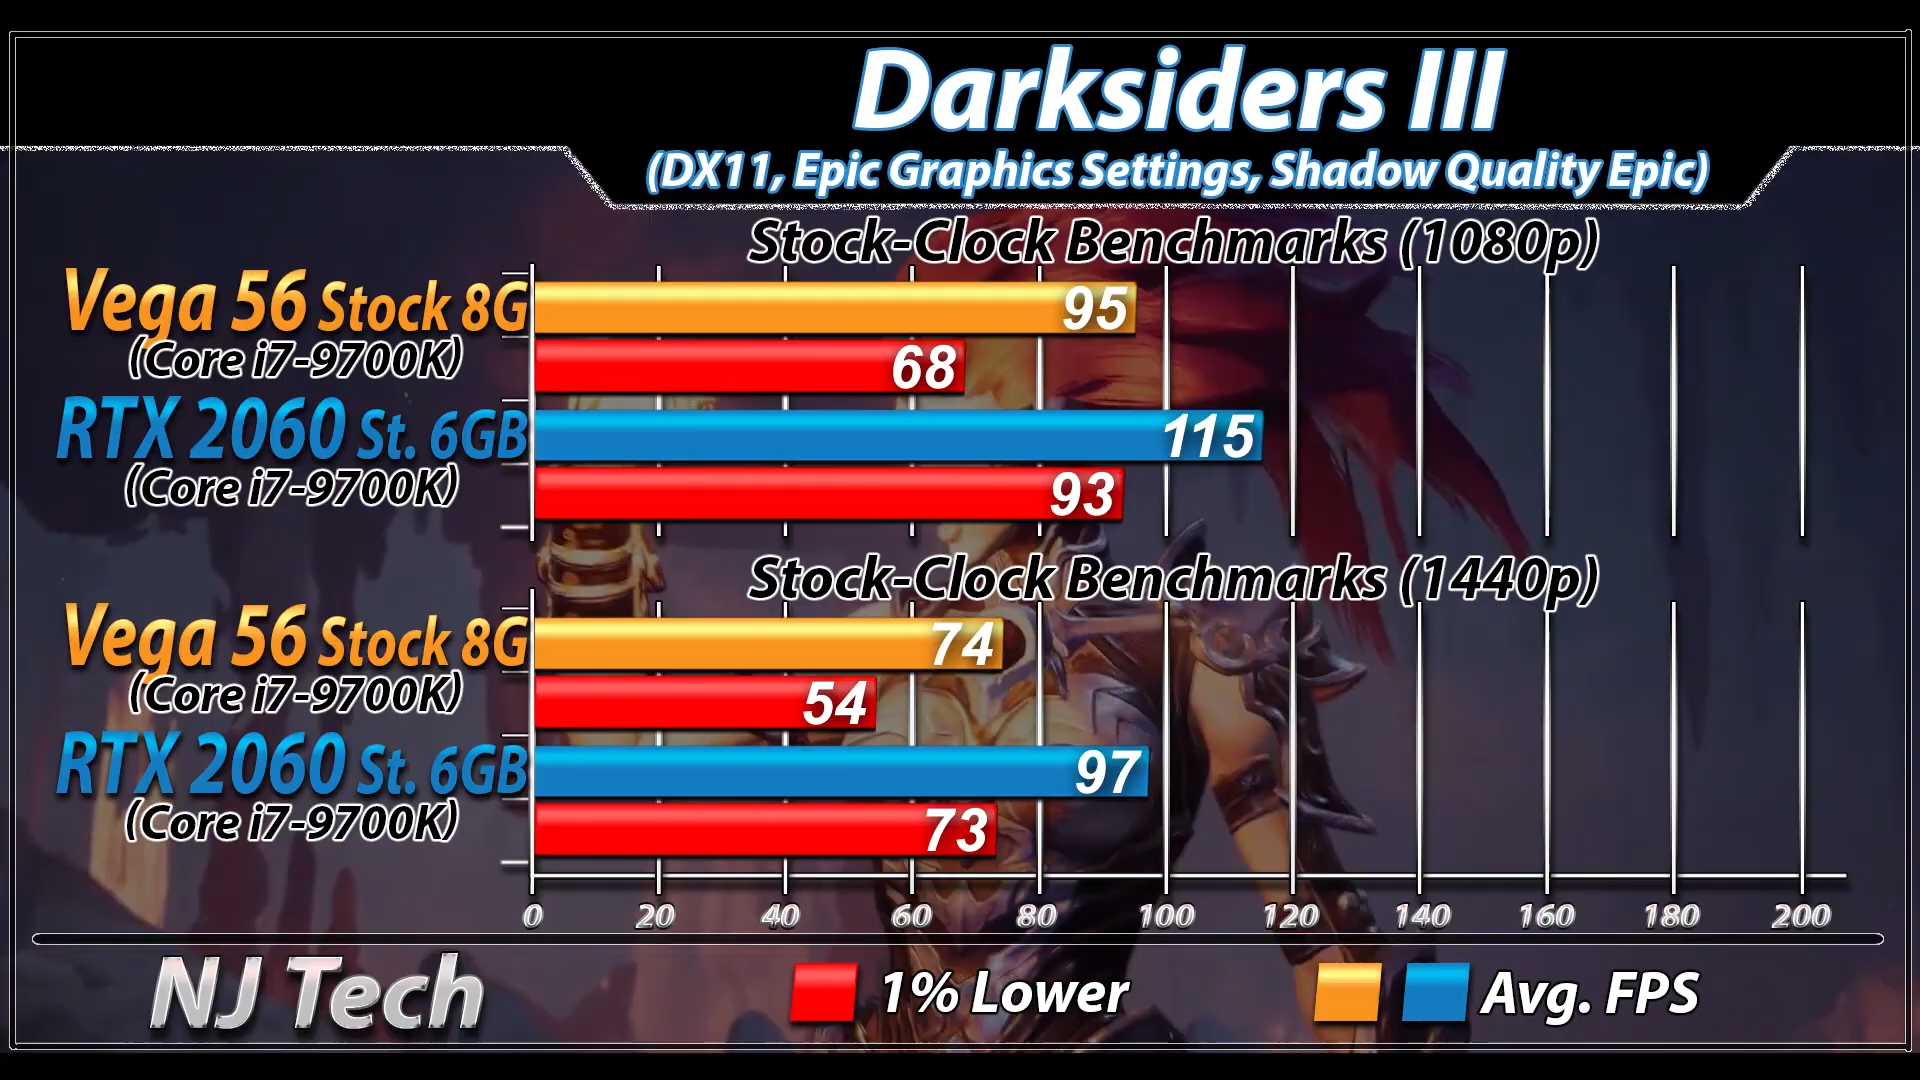 Darksiders III
(DX11, Epic Graphics Settings, Shadow Quality Epic)
Stock-Clock Benchmarks (1080p)
Vega 56 Stock 8G
(Core i7-9700K)
95
68
RTX 2060 St. 6GB
(Core i7-9700K)
115
93
Stock-Clock Benchmarks (1440p)
Vega 56 Stock 8G
(Core i7-9700K)
74
54
RTX 2060 St. 6GB
(Core i7-9700K)
97
73
0 20 40 60 80 100 120 140 160 180 200
NJ Tech
1% Lower
Avg. FPS